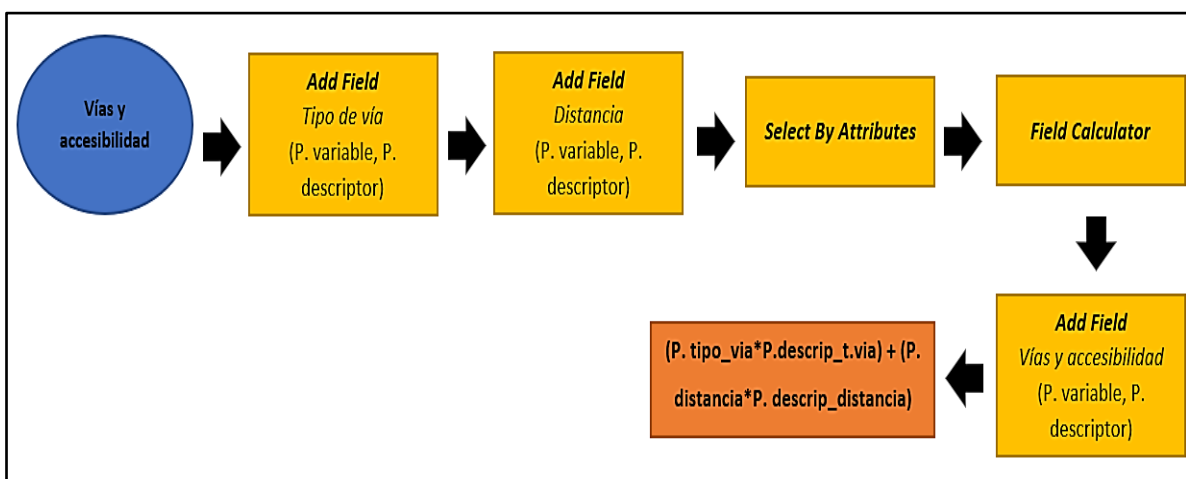 Vías y
accesibilidad
Add Field
Tipo de vía
(P. variable, P.
descriptor)
Add Field
Distancia
(P. variable, P.
descriptor)
Select By Attributes
Field Calculator
Add Field
Vías y accesibilidad
(P. variable, P.
descriptor)
(P. tipo_via*P.descrip_t.via) + (P.
distancia*P. descrip_distancia)